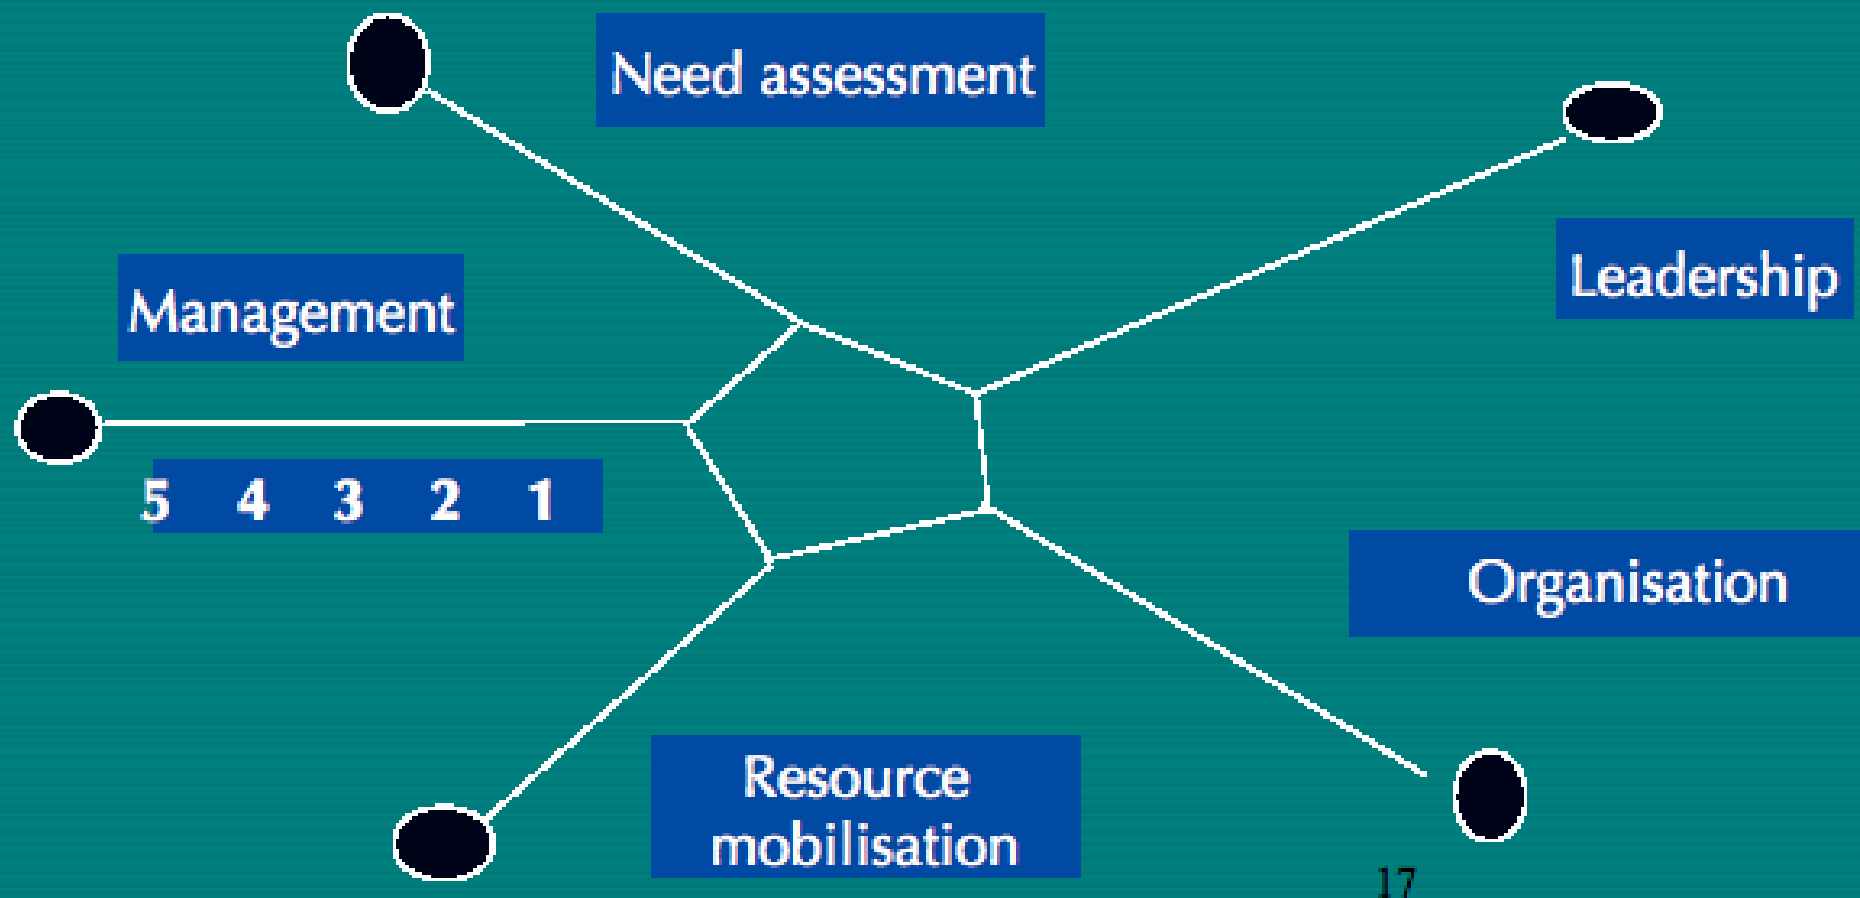 Need assessment
Leadership
Management
5 4 3 2 1
Organisation
Resource
mobilisation
17